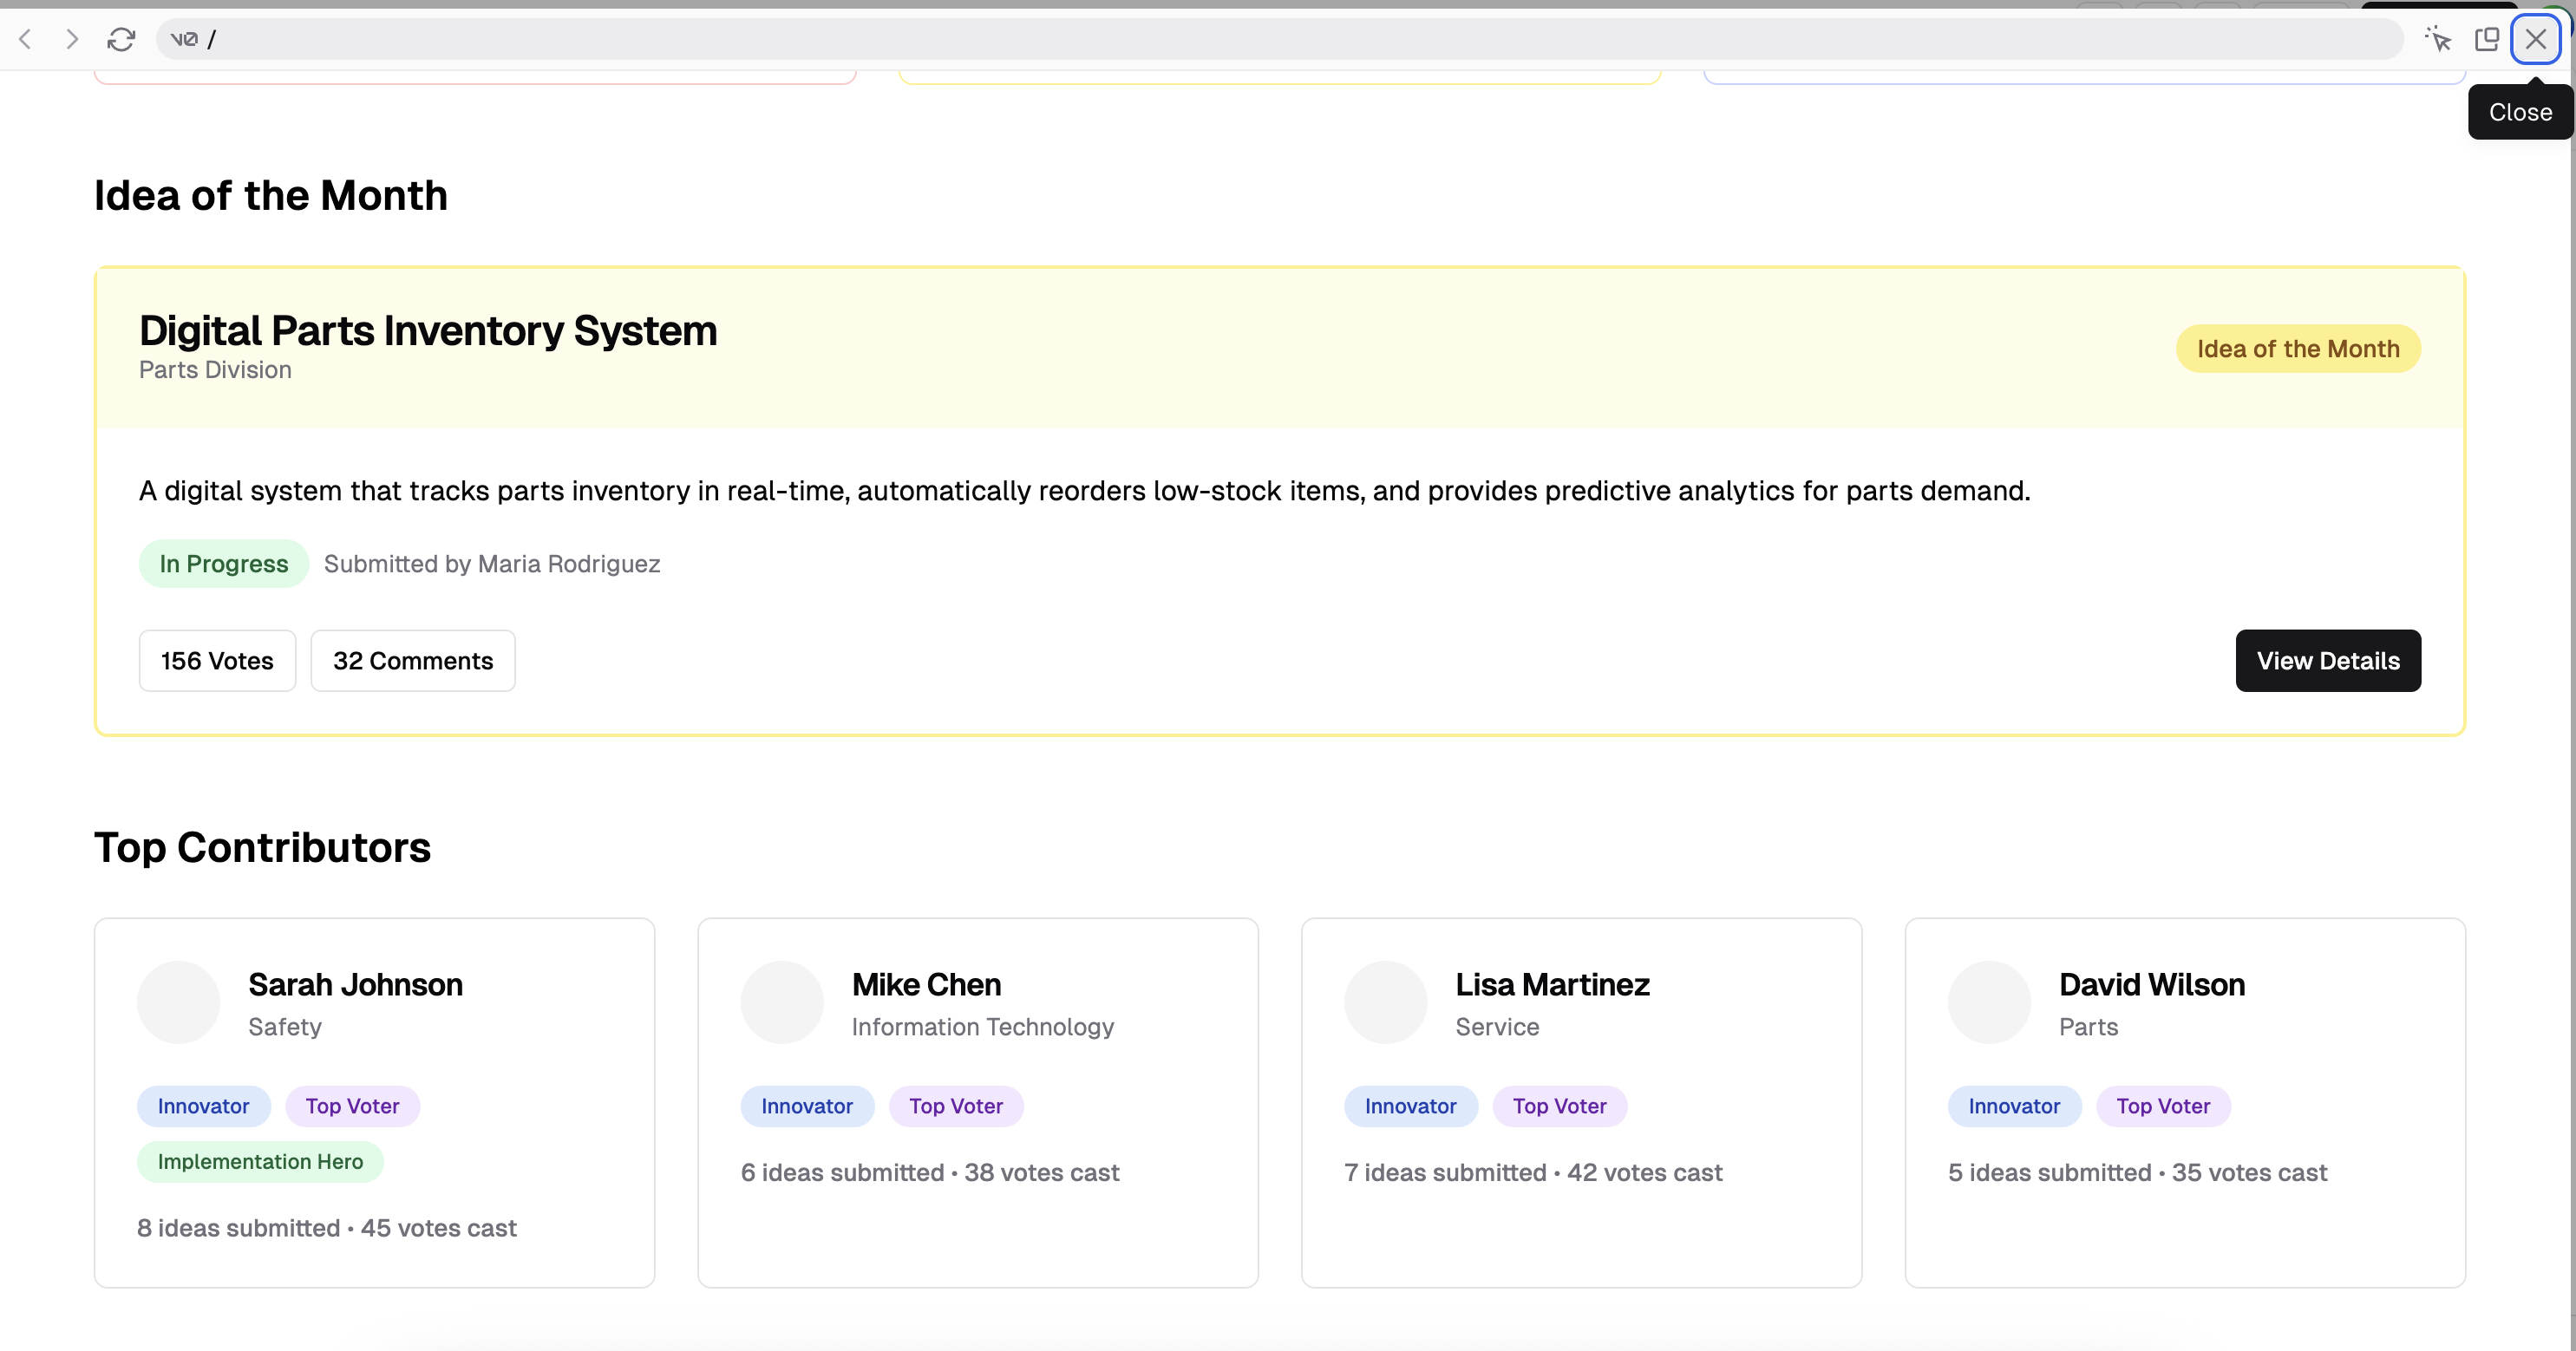 v0 /
Close
Idea of the Month
Digital Parts Inventory System
Parts Division
Idea of the Month
A digital system that tracks parts inventory in real-time, automatically reorders low-stock items, and provides predictive analytics for parts demand.
In Progress Submitted by Maria Rodriguez
156 Votes 32 Comments View Details
Top Contributors
Sarah Johnson
Safety
Innovator Top Voter
Implementation Hero
8 ideas submitted • 45 votes cast
Mike Chen
Information Technology
Innovator Top Voter
6 ideas submitted • 38 votes cast
Lisa Martinez
Service
Innovator Top Voter
7 ideas submitted • 42 votes cast
David Wilson
Parts
Innovator Top Voter
5 ideas submitted • 35 votes cast